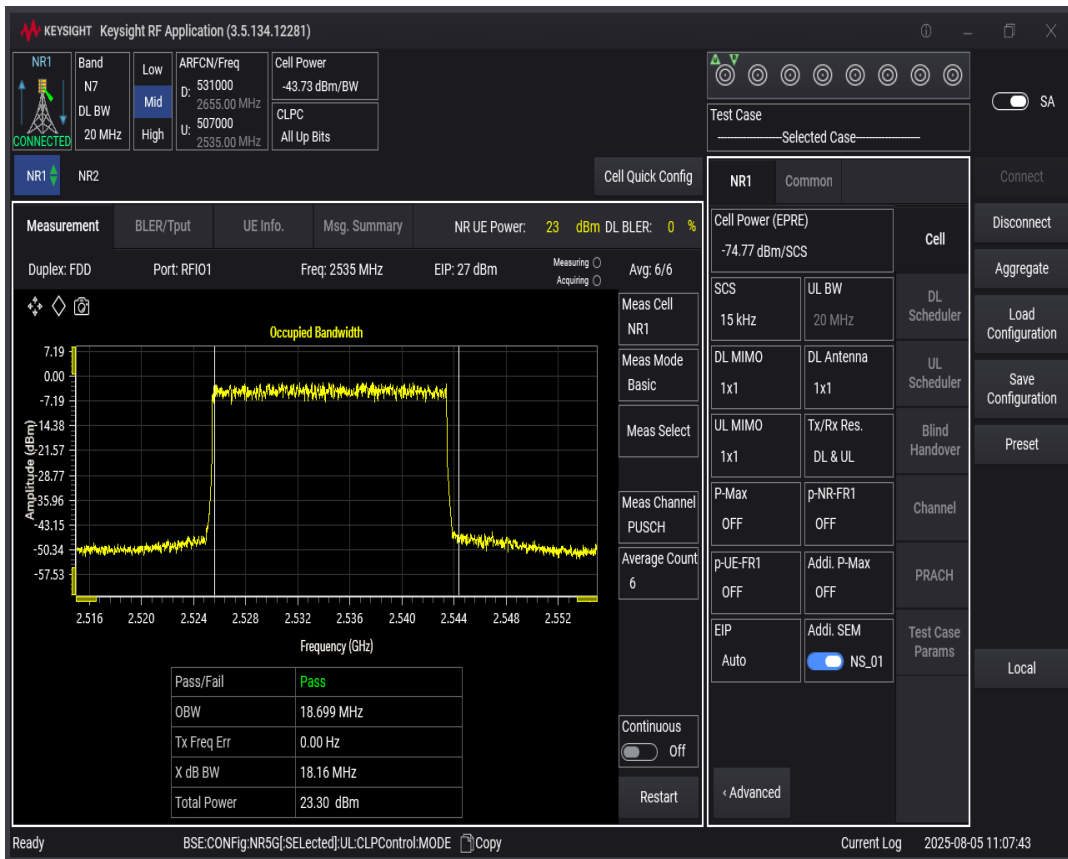 KEYSIGHT Keysight RF Application (3.5.134.12281)
NR1
CONNECTED
Band
N7
DL BW
20 MHz
Low
Mid
High
ARFCN/Freq
D: 531000
2655.00 MHz
U: 507000
2535.00 MHz
Cell Power
-43.73 dBm/BW
CLPC
All Up Bits
Test Case
--------------------Selected Case--------------------
SA
NR1
NR2
Cell Quick Config
Measurement
BLER/Tput
UE Info.
Msg. Summary
NR UE Power: 23 dBm DL BLER: 0 %
Duplex: FDD
Port: RFIO1
Freq: 2535 MHz
EIP: 27 dBm
Measuring
Acquiring
Avg: 6/6
Occupied Bandwidth
Amplitude (dBm)
7.19
0.00
-7.19
-14.38
-21.57
-28.77
-35.96
-43.15
-50.34
-57.53
2.516 2.520 2.524 2.528 2.532 2.536 2.540 2.544 2.548 2.552
Frequency (GHz)
Pass/Fail Pass
OBW 18.699 MHz
Tx Freq Err 0.00 Hz
X dB BW 18.16 MHz
Total Power 23.30 dBm
Meas Cell
NR1
Meas Mode
Basic
Meas Select
Meas Channel
PUSCH
Average Count
6
Continuous
Off
Restart
NR1
Common
Cell Power (EPRE)
-74.77 dBm/SCS
SCS
15 kHz
UL BW
20 MHz
DL MIMO
1x1
DL Antenna
1x1
UL MIMO
1x1
Tx/Rx Res.
DL & UL
P-Max
OFF
p-NR-FR1
OFF
p-UE-FR1
OFF
Addi. P-Max
OFF
EIP
Auto
Addi. SEM
NS_01
‹ Advanced
Cell
DL
Scheduler
UL
Scheduler
Blind
Handover
Channel
PRACH
Test Case
Params
Connect
Disconnect
Aggregate
Load
Configuration
Save
Configuration
Preset
Local
Ready
BSE:CONFig:NR5G[:SELected]:UL:CLPControl:MODE Copy
Current Log
2025-08-05 11:07:43